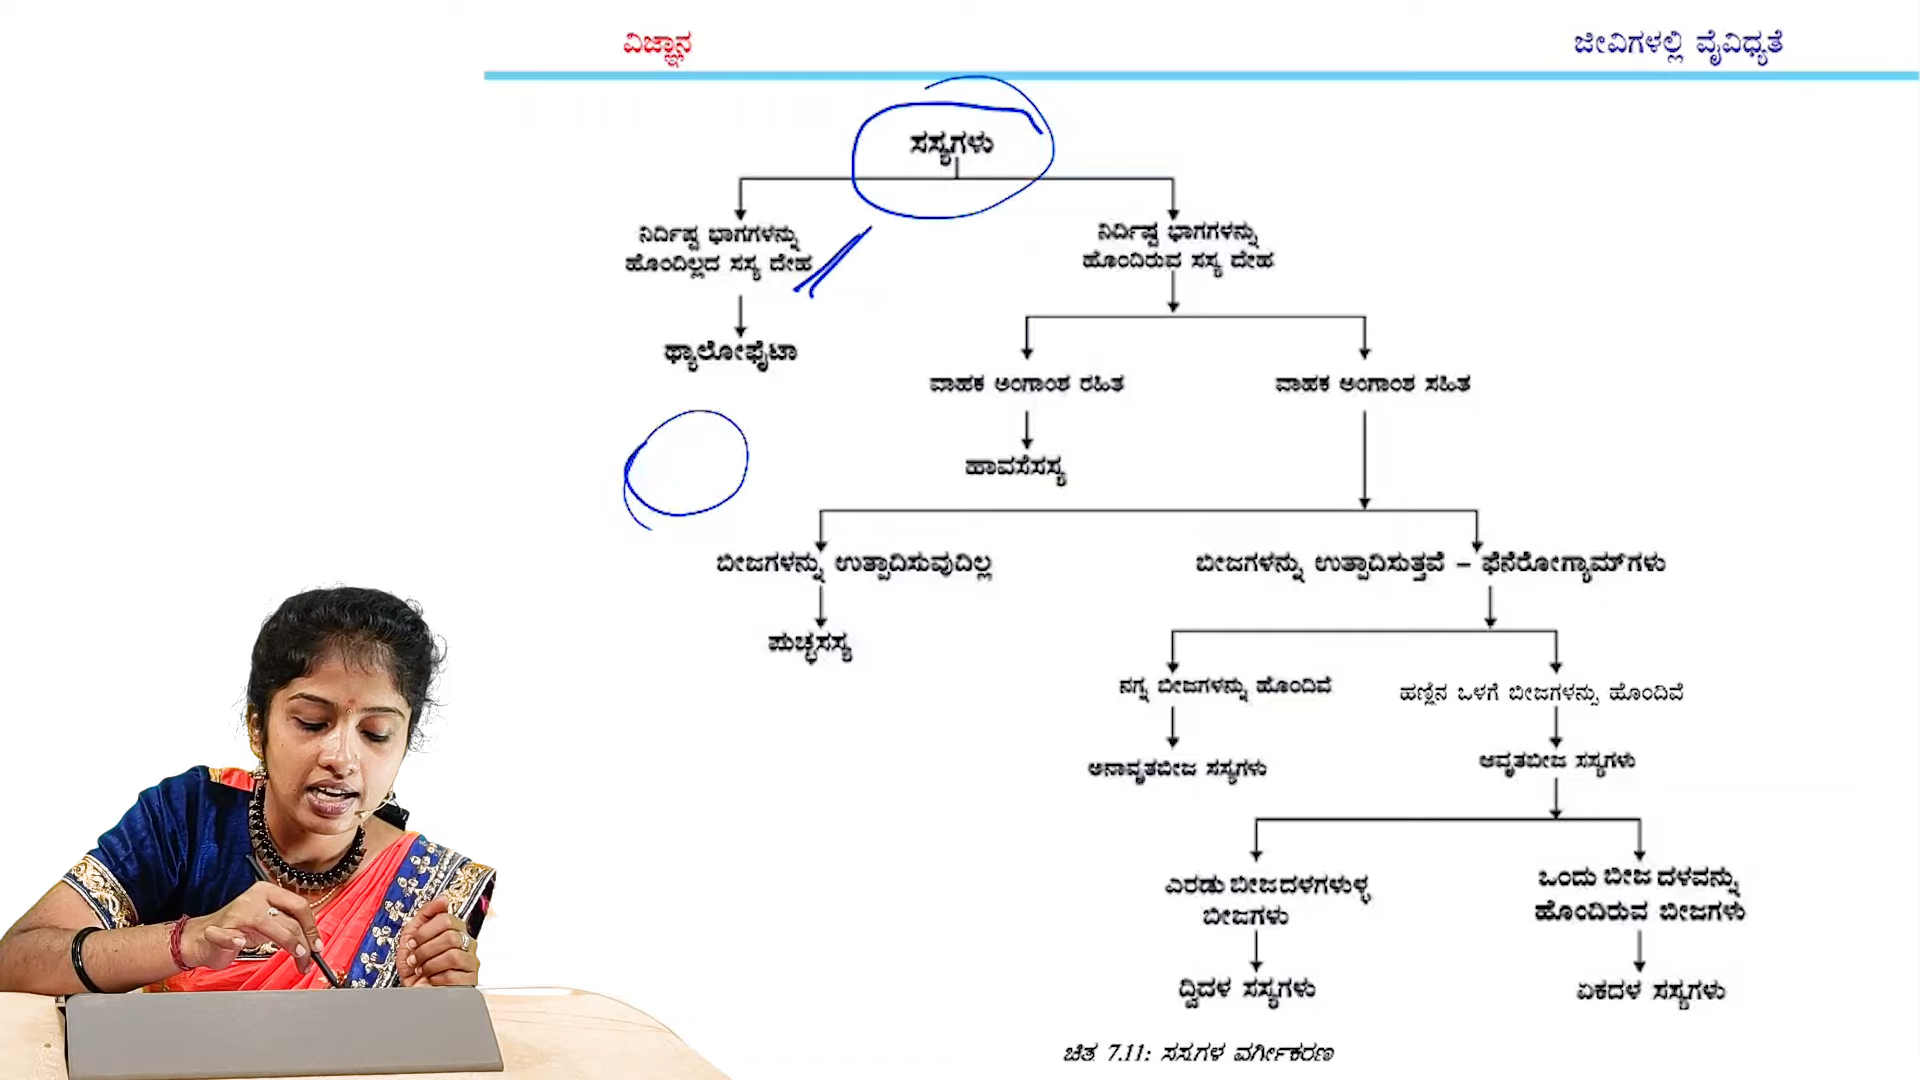 ವಿಜ್ಞಾನ
ಜೀವಿಗಳಲ್ಲಿ ವೈವಿಧ್ಯತೆ
ಸಸ್ಯಗಳು
ನಿರ್ದಿಷ್ಟ ಭಾಗಗಳನ್ನು
ಹೊಂದಿಲ್ಲದ ಸಸ್ಯ ದೇಹ
ನಿರ್ದಿಷ್ಟ ಭಾಗಗಳನ್ನು
ಹೊಂದಿರುವ ಸಸ್ಯ ದೇಹ
ಥ್ಯಾಲೋಫೈಟಾ
ವಾಹಕ ಅಂಗಾಂಶ ರಹಿತ
ವಾಹಕ ಅಂಗಾಂಶ ಸಹಿತ
ಹಾವಸೆಸಸ್ಯ
ಬೀಜಗಳನ್ನು ಉತ್ಪಾದಿಸುವುದಿಲ್ಲ
ಬೀಜಗಳನ್ನು ಉತ್ಪಾದಿಸುತ್ತವೆ – ಫೆನೆರೋಗ್ಯಾಮ್‌ಗಳು
ಪುಚ್ಛಸಸ್ಯ
ನಗ್ನ ಬೀಜಗಳನ್ನು ಹೊಂದಿವೆ
ಹಣ್ಣಿನ ಒಳಗೆ ಬೀಜಗಳನ್ನು ಹೊಂದಿವೆ
ಅನಾವೃತಬೀಜ ಸಸ್ಯಗಳು
ಆವೃತಬೀಜ ಸಸ್ಯಗಳು
ಎರಡು ಬೀಜದಳಗಳುಳ್ಳ
ಬೀಜಗಳು
ಒಂದು ಬೀಜ ದಳವನ್ನು
ಹೊಂದಿರುವ ಬೀಜಗಳು
ದ್ವಿದಳ ಸಸ್ಯಗಳು
ಏಕದಳ ಸಸ್ಯಗಳು
ಚಿತ್ರ 7.11: ಸಸ್ಯಗಳ ವರ್ಗೀಕರಣ